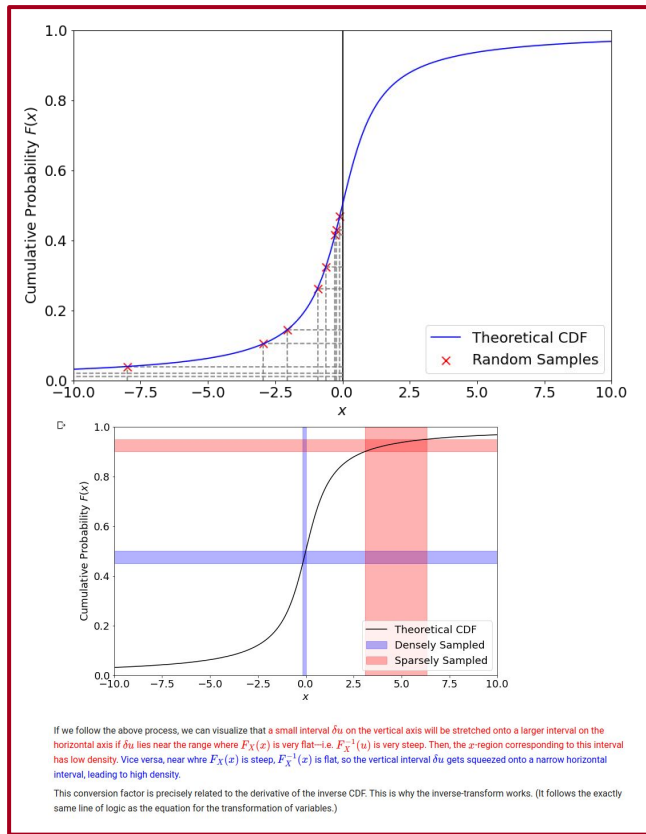 1.0
0.8
0.6
0.4
0.2
0.0
Cumulative Probability F(x)
Theoretical CDF
Random Samples
−10.0 −7.5 −5.0 −2.5 0.0 2.5 5.0 7.5 10.0
x
1.0
0.8
0.6
0.4
0.2
0.0
Cumulative Probability F(x)
Theoretical CDF
Densely Sampled
Sparsely Sampled
−10.0 −7.5 −5.0 −2.5 0.0 2.5 5.0 7.5 10.0
x
If we follow the above process, we can visualize that a small interval δu on the vertical axis will be stretched onto a larger interval on the
horizontal axis if δu lies near the range where F_X(x) is very flat—i.e. F_X^{-1}(u) is very steep. Then, the x-region corresponding to this interval
has low density. Vice versa, near whre F_X(x) is steep, F_X^{-1}(x) is flat, so the vertical interval δu gets squeezed onto a narrow horizontal
interval, leading to high density.
This conversion factor is precisely related to the derivative of the inverse CDF. This is why the inverse-transform works. (It follows the exactly
same line of logic as the equation for the transformation of variables.)